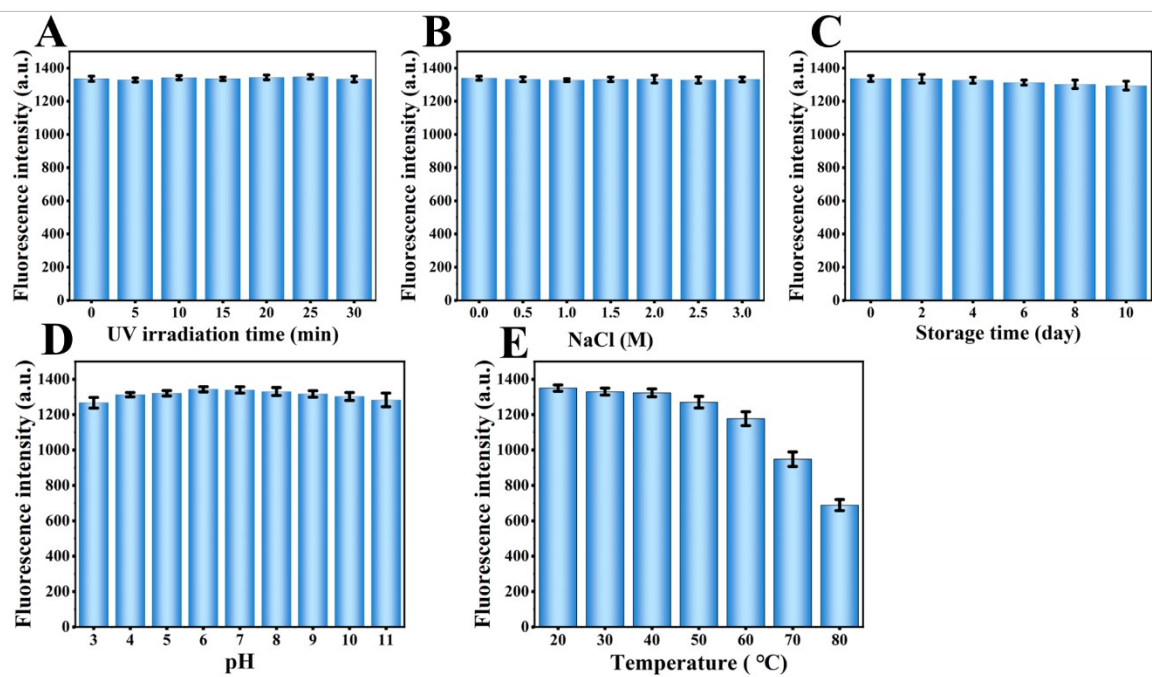 A
Fluorescence intensity (a.u.)
1400
1200
1000
800
600
400
200
0
0 5 10 15 20 25 30
UV irradiation time (min)
B
Fluorescence intensity (a.u.)
1400
1200
1000
800
600
400
200
0
0.0 0.5 1.0 1.5 2.0 2.5 3.0
NaCl (M)
C
Fluorescence intensity (a.u.)
1400
1200
1000
800
600
400
200
0
0 2 4 6 8 10
Storage time (day)
D
Fluorescence intensity (a.u.)
1400
1200
1000
800
600
400
200
0
3 4 5 6 7 8 9 10 11
pH
E
Fluorescence intensity (a.u.)
1400
1200
1000
800
600
400
200
0
20 30 40 50 60 70 80
Temperature ( °C)